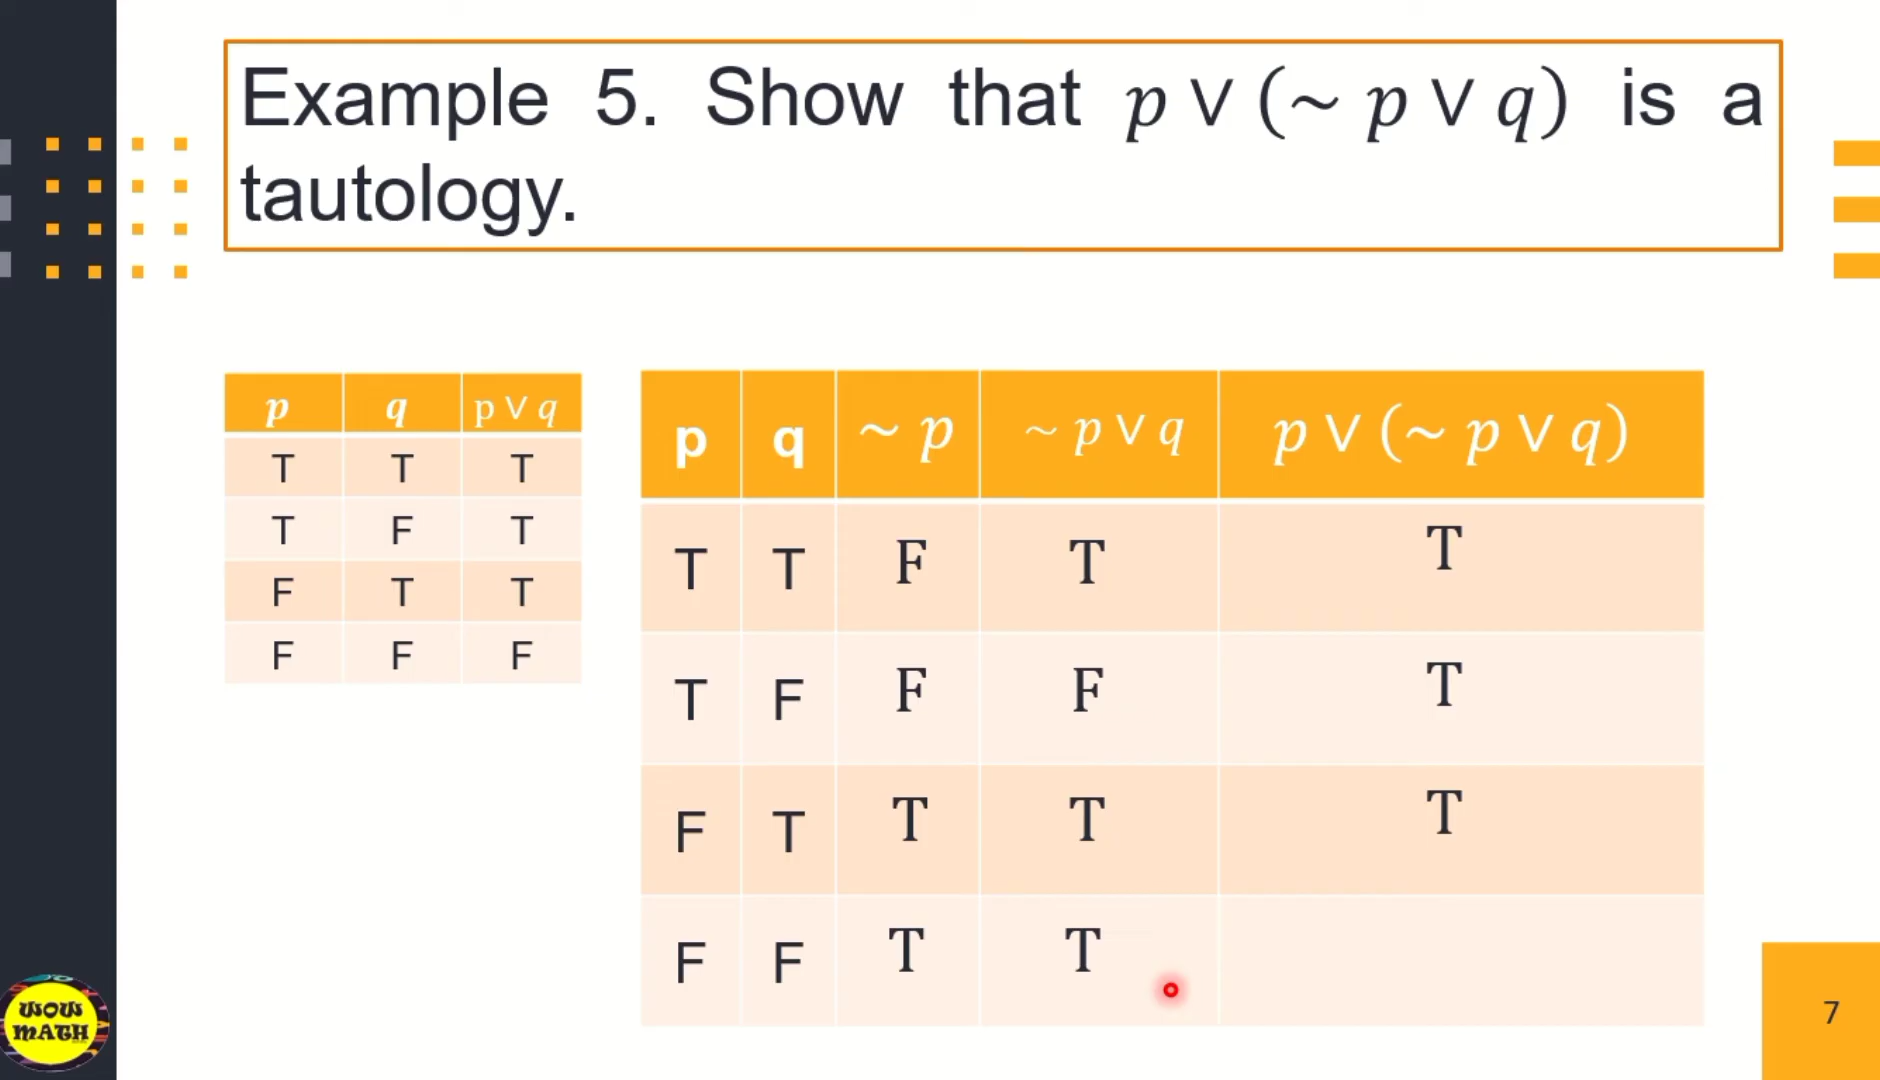 Example 5. Show that p ∨ (~ p ∨ q) is a
tautology.
p q p ∨ q
T T T
T F T
F T T
F F F
p q ~ p ~ p ∨ q p ∨ (~ p ∨ q)
T T F T T
T F F F T
F T T T T
F F T T
WOW
MATH
7